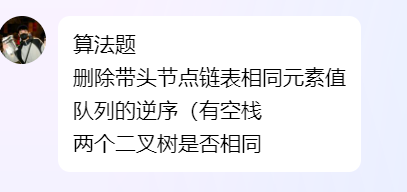 算法题
删除带头节点链表相同元素值
队列的逆序（有空栈
两个二叉树是否相同